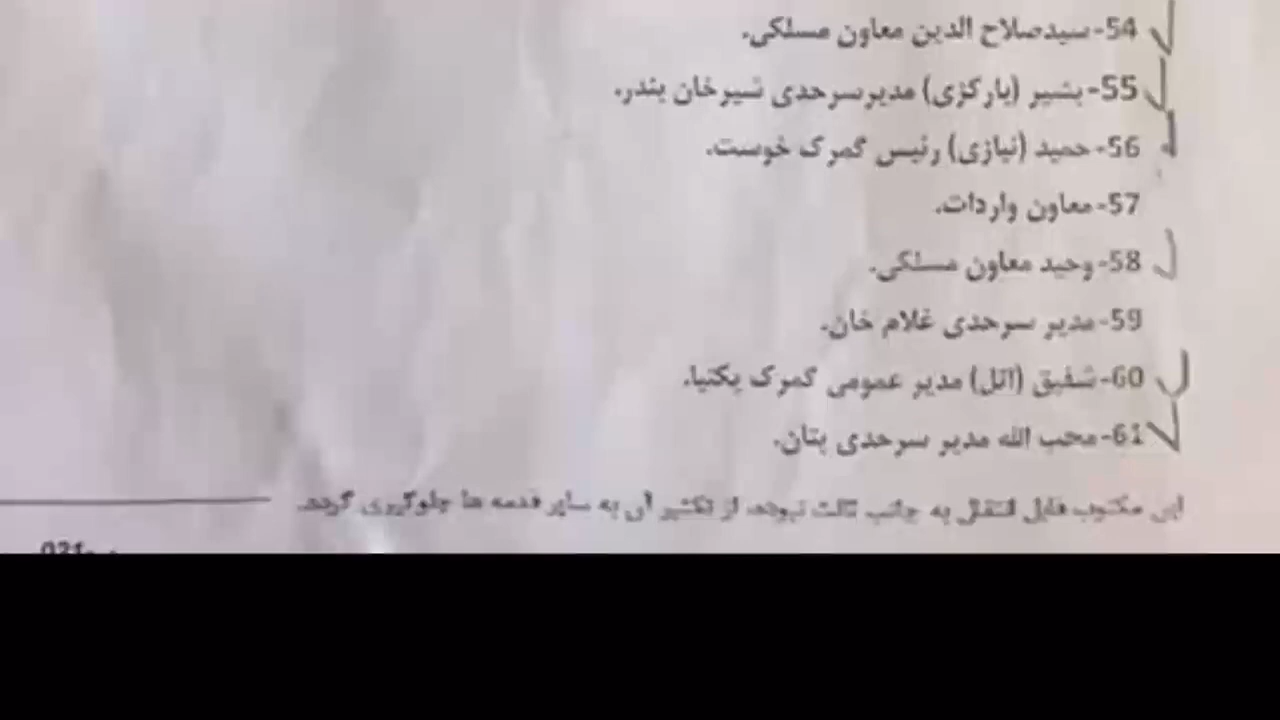 54-سیدصلاح الدین معاون مسلکی.
55-بشیر (بارکزی) مدیرسرحدی شیرخان بندر.
56-حمید (نیازی) رئیس گمرک خوست.
57-معاون واردات.
58-وحید معاون مسلکی.
59-مدیر سرحدی غلام خان.
60-شفیق (اتل) مدیر عمومی گمرک پکتیا.
61-محب الله مدیر سرحدی پتان.
این مکتوب قابل انتقال به جانب ثالث نبوده، از تکثیر آن به سایر قدمه ها جلوگیری گردد.